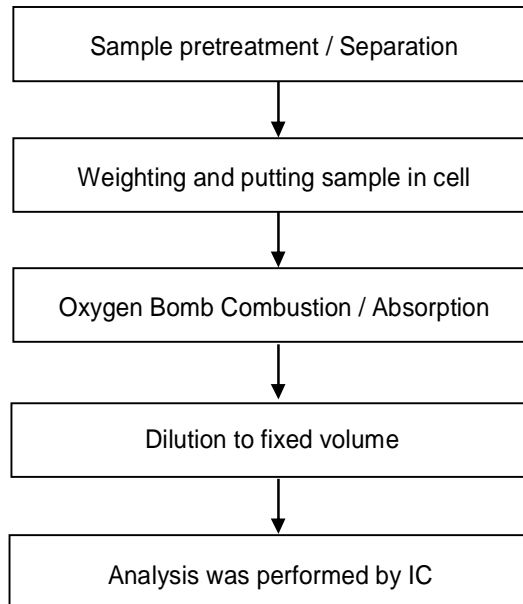 Sample pretreatment / Separation
Weighting and putting sample in cell
Oxygen Bomb Combustion / Absorption
Dilution to fixed volume
Analysis was performed by IC